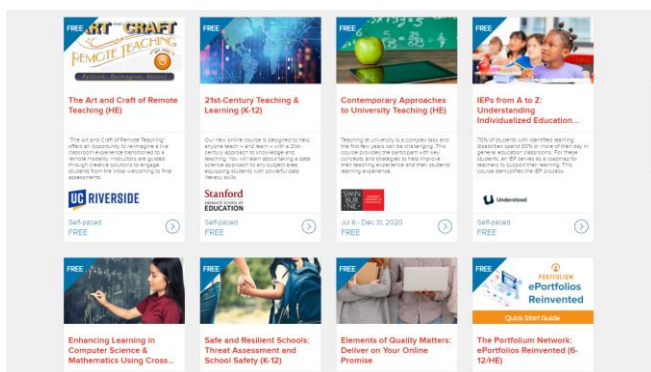 FREE
ART CRAFT
REMOTE TEACHING
Rethink, Reimagine, Reboot
The Art and Craft of Remote
Teaching (HE)
"The Art and Craft of Remote Teaching"
offers an opportunity to reimagine a live
classroom experience transitioned to a
remote modality. Instructors are guided
through creative solutions to engage
students from the initial welcoming to final
assessments.
UC RIVERSIDE
Self-paced
FREE
FREE
21st-Century Teaching &
Learning (K-12)
Our new online course is designed to help
anyone teach – and learn – with a 21st-
century approach to knowledge and
teaching. You will learn about taking a data
science approach to any subject area,
equipping students with powerful data
literacy skills.
Stanford
GRADUATE SCHOOL OF
EDUCATION
Self-paced
FREE
FREE
Contemporary Approaches
to University Teaching (HE)
Teaching at university is a complex task and
the first few years can be challenging. This
course provides the participant with key
concepts and strategies to help improve
their teaching experience and their students'
learning experience.
SWIN
BUR
NE
Jul 6 - Dec 31, 2020
FREE
FREE
IEPs from A to Z:
Understanding
Individualized Education...
70% of students with identified learning
disabilities spend 80% or more of their day in
general education classrooms. For these
students, an IEP serves as a roadmap for
teachers to support their learning. This
course demystifies the IEP process.
Understood
Self-paced
FREE
FREE
Enhancing Learning in
Computer Science &
Mathematics Using Cross...
FREE
Safe and Resilient Schools:
Threat Assessment and
School Safety (K-12)
FREE
Elements of Quality Matters:
Deliver on Your Online
Promise
FREE
PORTFOLIUM
ePortfolios
Reinvented
Quick Start Guide
The Portfolium Network:
ePortfolios Reinvented (6-
12/HE)